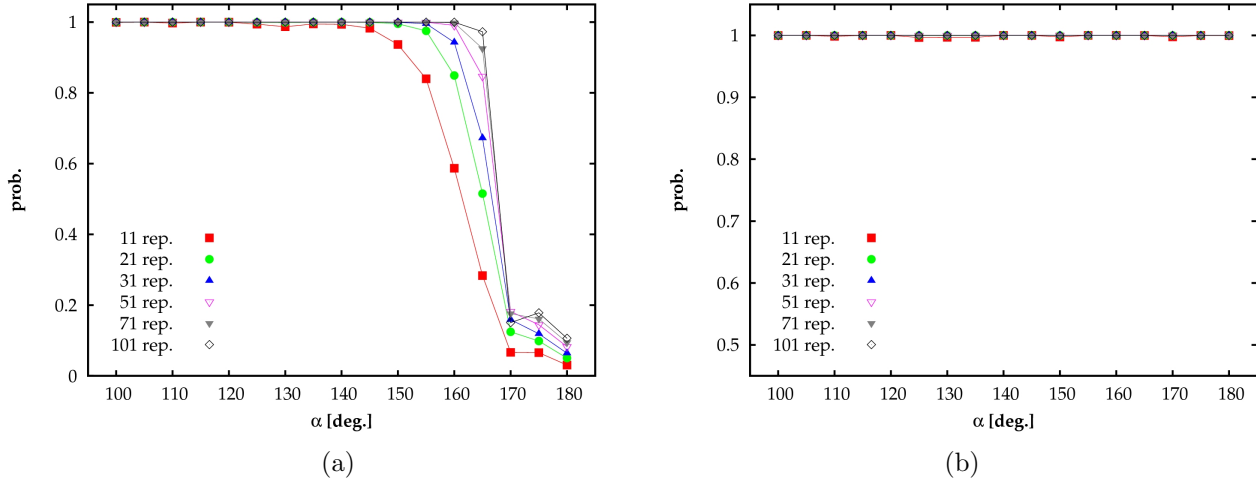 1
0.8
0.6
0.4
0.2
0
prob.
11 rep.
21 rep.
31 rep.
51 rep.
71 rep.
101 rep.
100 110 120 130 140 150 160 170 180
α [deg.]
(a)
1
0.9
0.8
0.7
0.6
0.5
prob.
11 rep.
21 rep.
31 rep.
51 rep.
71 rep.
101 rep.
100 110 120 130 140 150 160 170 180
α [deg.]
(b)